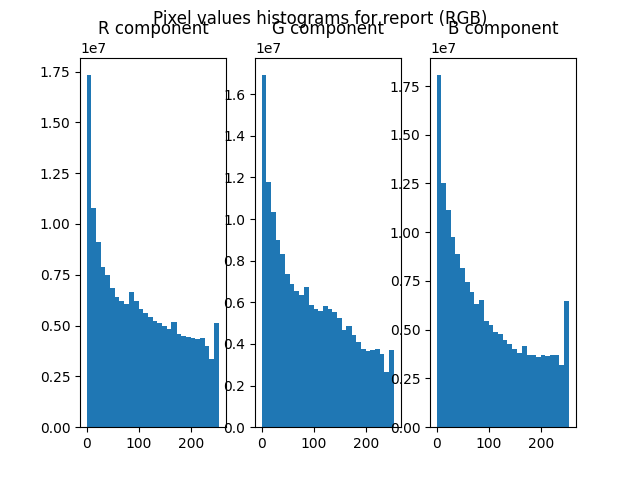 Pixel values histograms for report (RGB)
R component
G component
B component
1e7
1e7
1e7
1.75
1.50
1.25
1.00
0.75
0.50
0.25
0.00
0 100 200
1.6
1.4
1.2
1.0
0.8
0.6
0.4
0.2
0.0
0 100 200
1.75
1.50
1.25
1.00
0.75
0.50
0.25
0.00
0 100 200